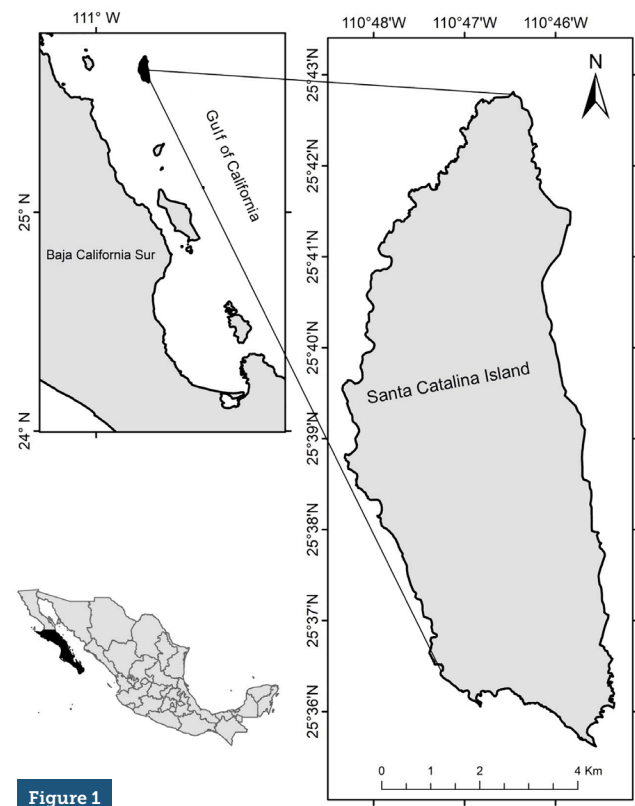 111° W
25° N
24° N
Gulf of California
Baja California Sur
110°48'W
110°47'W
110°46'W
25°43'N
25°42'N
25°41'N
25°40'N
25°39'N
25°38'N
25°37'N
25°36'N
N
Santa Catalina Island
0 1 2 4 Km
Figure 1